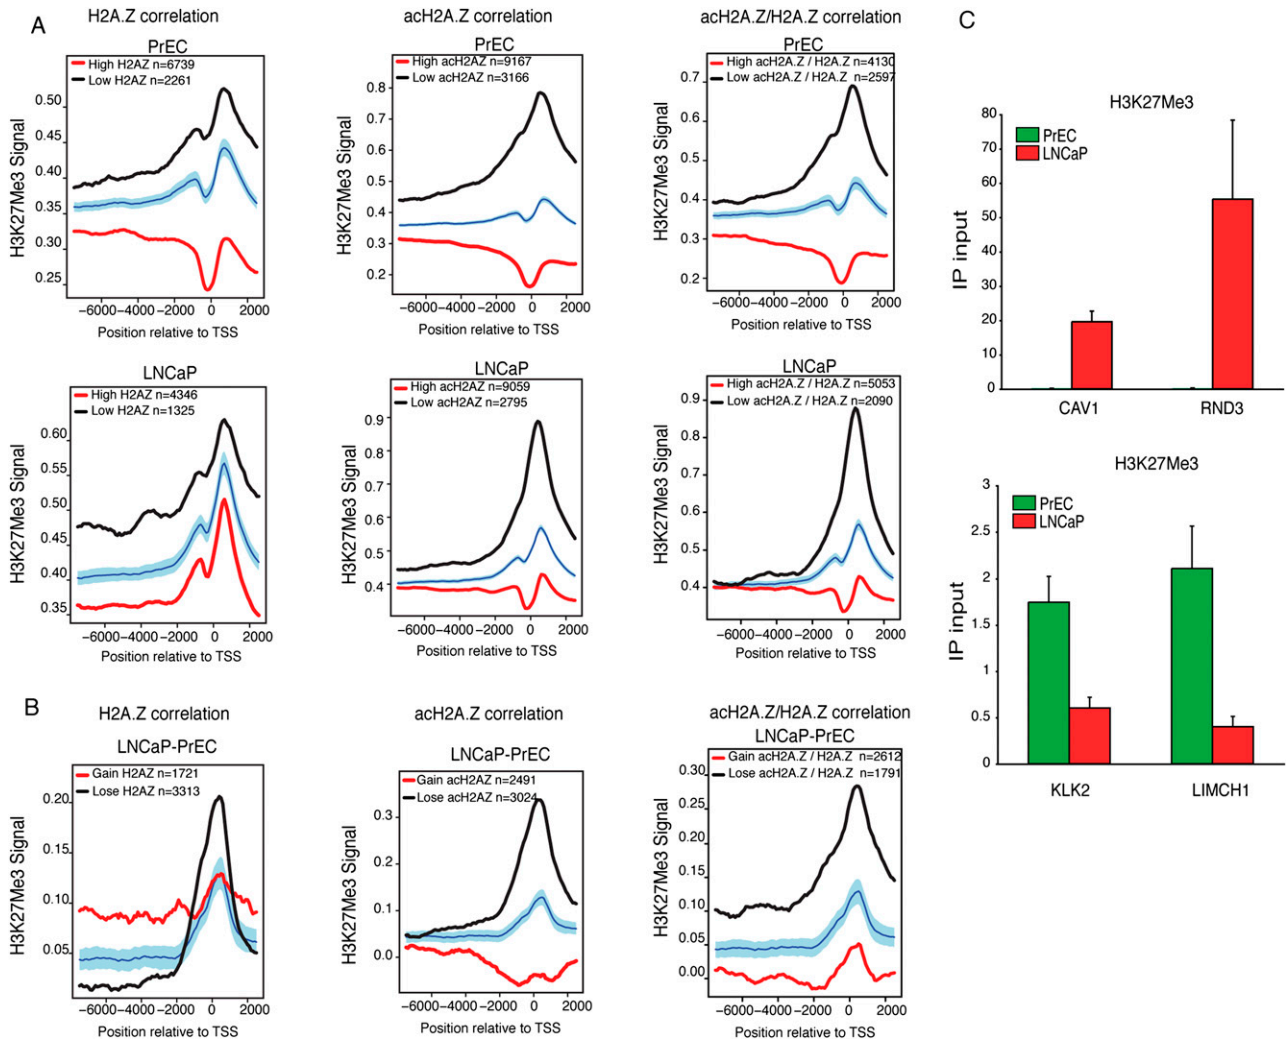 A
H2A.Z correlation
PrEC
High H2AZ n=6739
Low H2AZ n=2261
H3K27Me3 Signal
0.50
0.45
0.40
0.35
0.30
0.25
−6000 −4000 −2000 0 2000
Position relative to TSS
acH2A.Z correlation
PrEC
High acH2AZ n=9167
Low acH2AZ n=3166
H3K27Me3 Signal
0.8
0.6
0.5
0.4
0.3
0.2
−6000 −4000 −2000 0 2000
Position relative to TSS
acH2A.Z/H2A.Z correlation
PrEC
High acH2A.Z / H2A.Z n=4130
Low acH2A.Z / H2A.Z n=2597
H3K27Me3 Signal
0.7
0.6
0.5
0.4
0.3
0.2
−6000 −4000 −2000 0 2000
Position relative to TSS
LNCaP
High H2AZ n=4346
Low H2AZ n=1325
H3K27Me3 Signal
0.60
0.55
0.50
0.45
0.40
0.35
−6000 −4000 −2000 0 2000
Position relative to TSS
LNCaP
High acH2AZ n=9059
Low acH2AZ n=2795
H3K27Me3 Signal
0.9
0.7
0.6
0.5
0.4
−6000 −4000 −2000 0 2000
Position relative to TSS
LNCaP
High acH2A.Z / H2A.Z n=5053
Low acH2A.Z / H2A.Z n=2090
H3K27Me3 Signal
0.9
0.8
0.7
0.6
0.5
0.4
−6000 −4000 −2000 0 2000
Position relative to TSS
B
H2A.Z correlation
LNCaP-PrEC
Gain H2AZ n=1721
Lose H2AZ n=3313
H3K27Me3 Signal
0.20
0.15
0.10
0.05
−6000 −4000 −2000 0 2000
Position relative to TSS
acH2A.Z correlation
LNCaP-PrEC
Gain acH2AZ n=2491
Lose acH2AZ n=3024
H3K27Me3 Signal
0.3
0.1
0.0
−6000 −4000 −2000 0 2000
Position relative to TSS
acH2A.Z/H2A.Z correlation
LNCaP-PrEC
Gain acH2A.Z / H2A.Z n=2612
Lose acH2A.Z / H2A.Z n=1791
H3K27Me3 Signal
0.30
0.20
0.15
0.10
0.05
0.00
−6000 −4000 −2000 0 2000
Position relative to TSS
C
H3K27Me3
PrEC
LNCaP
IP input
80
70
60
50
40
30
20
10
0
CAV1 RND3
H3K27Me3
PrEC
LNCaP
IP input
3
2.5
2
1.5
1
0.5
0
KLK2 LIMCH1